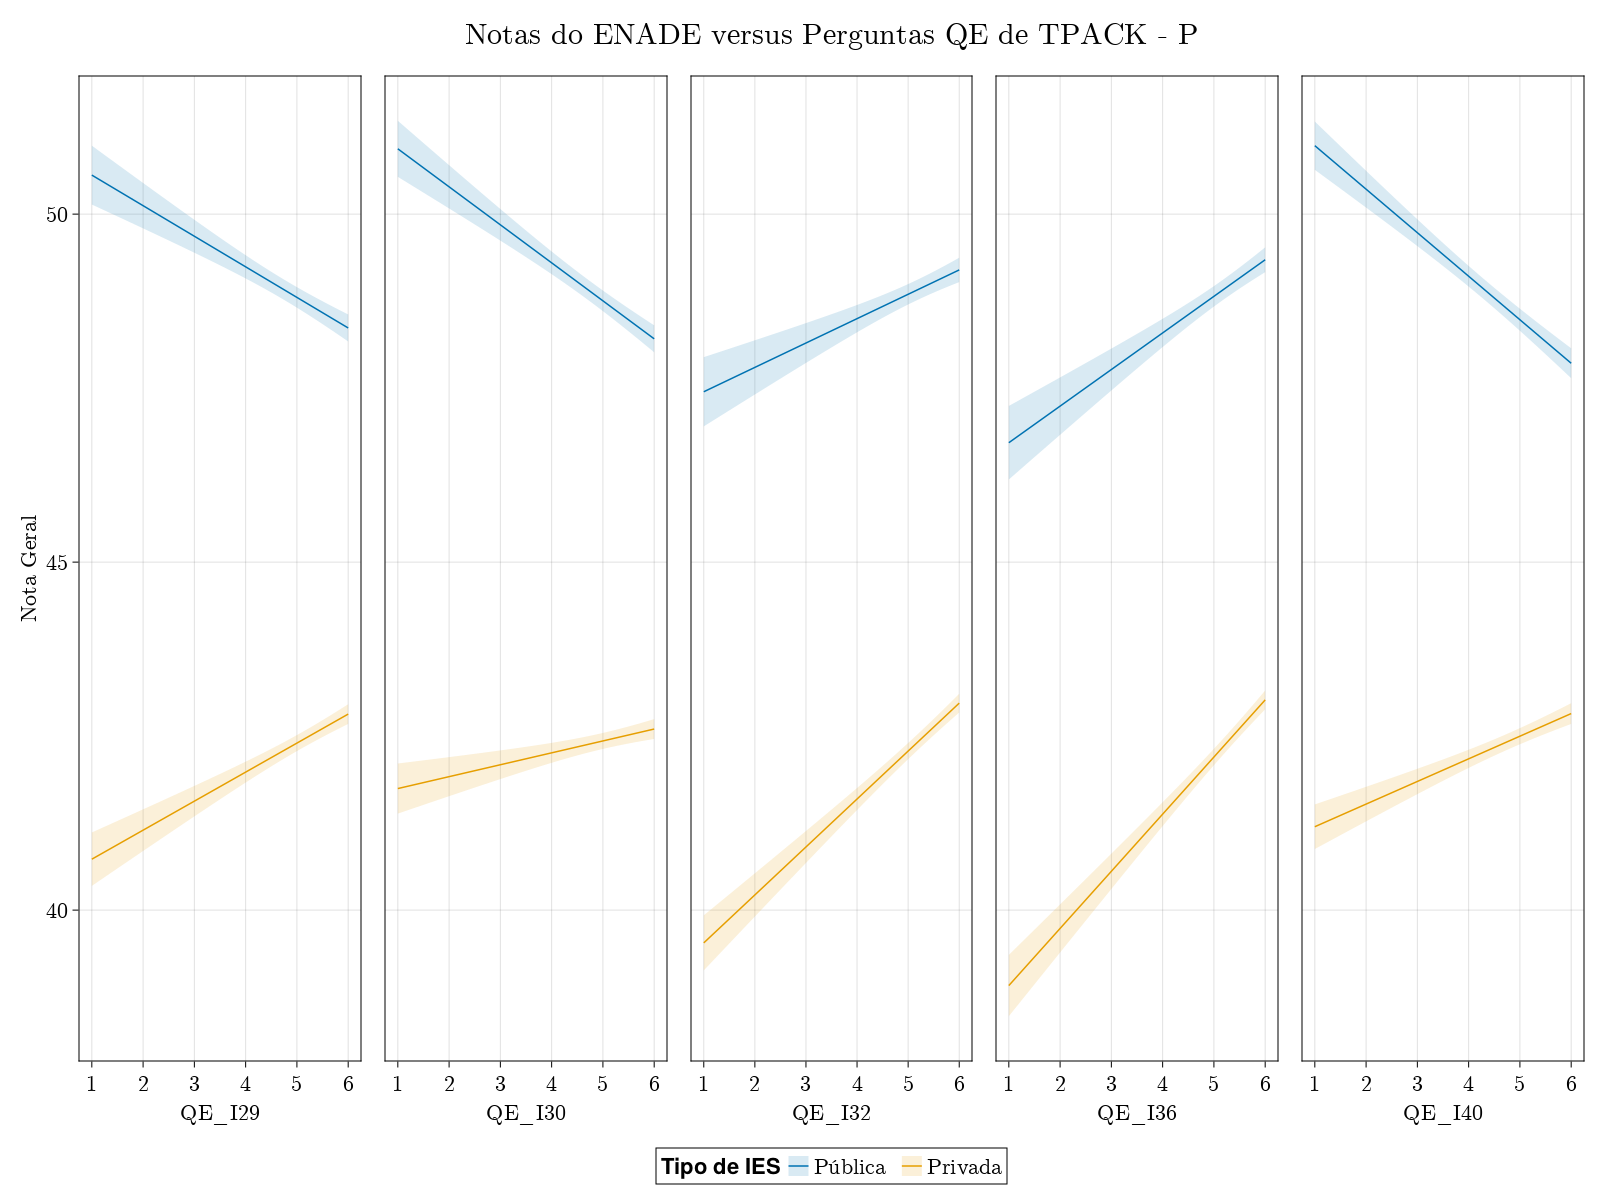 Notas do ENADE versus Perguntas QE de TPACK - P
Nota Geral
50
45
40
1 2 3 4 5 6
QE_I29
1 2 3 4 5 6
QE_I30
1 2 3 4 5 6
QE_I32
1 2 3 4 5 6
QE_I36
1 2 3 4 5 6
QE_I40
Tipo de IES Pública Privada